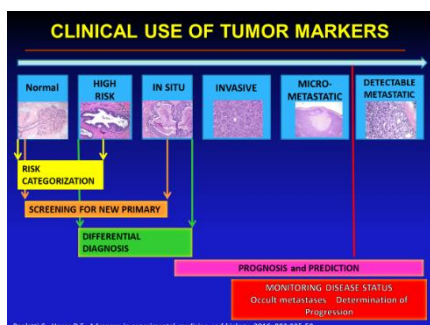 CLINICAL USE OF TUMOR MARKERS
Normal
HIGH
RISK
IN SITU
INVASIVE
MICRO-
METASTATIC
DETECTABLE
METASTATIC
RISK
CATEGORIZATION
SCREENING FOR NEW PRIMARY
DIFFERENTIAL
DIAGNOSIS
PROGNOSIS and PREDICTION
MONITORING DISEASE STATUS
Occult metastases Determination of
Progression